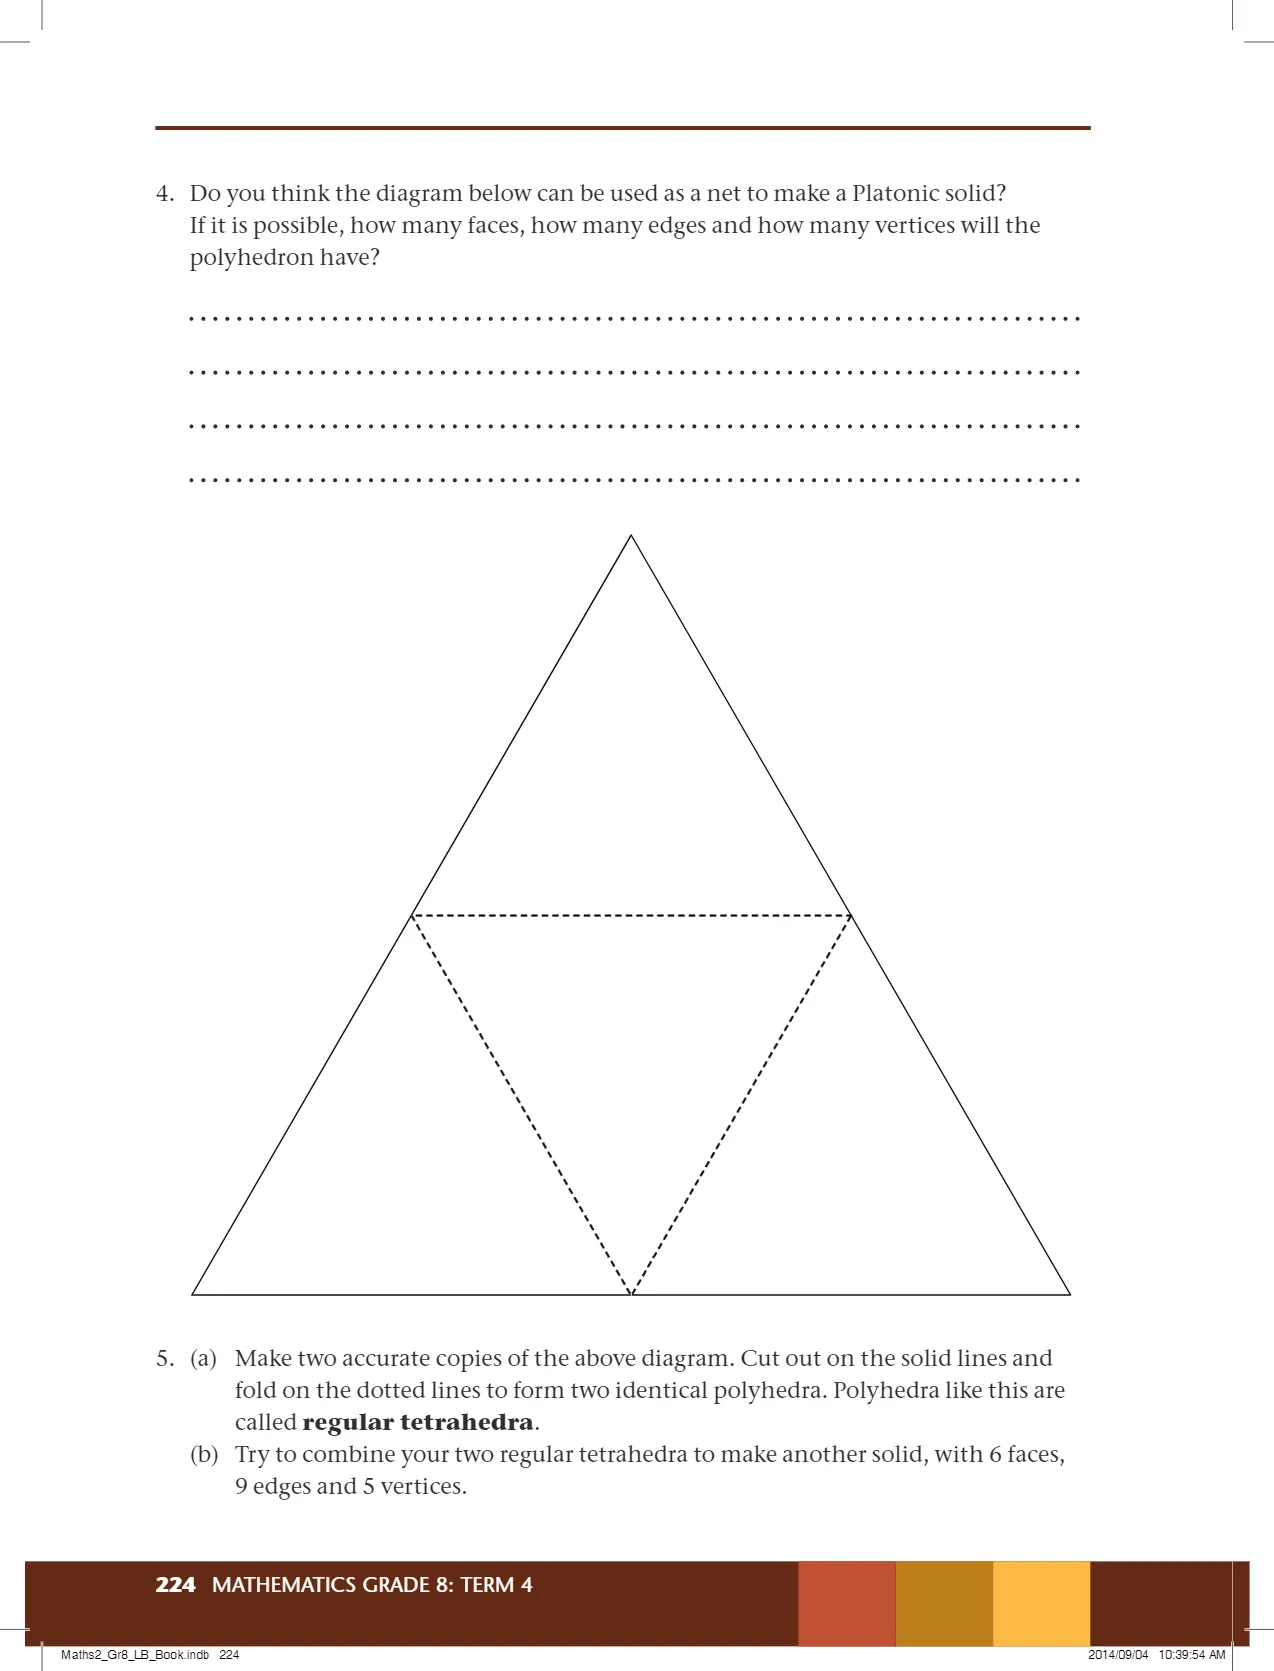 4. Do you think the diagram below can be used as a net to make a Platonic solid?
If it is possible, how many faces, how many edges and how many vertices will the
polyhedron have?
5. (a) Make two accurate copies of the above diagram. Cut out on the solid lines and
fold on the dotted lines to form two identical polyhedra. Polyhedra like this are
called regular tetrahedra.
(b) Try to combine your two regular tetrahedra to make another solid, with 6 faces,
9 edges and 5 vertices.
224 MATHEMATICS GRADE 8: TERM 4
Maths2_Gr8_LB_Book.indb 224 2014/09/04 10:39:54 AM